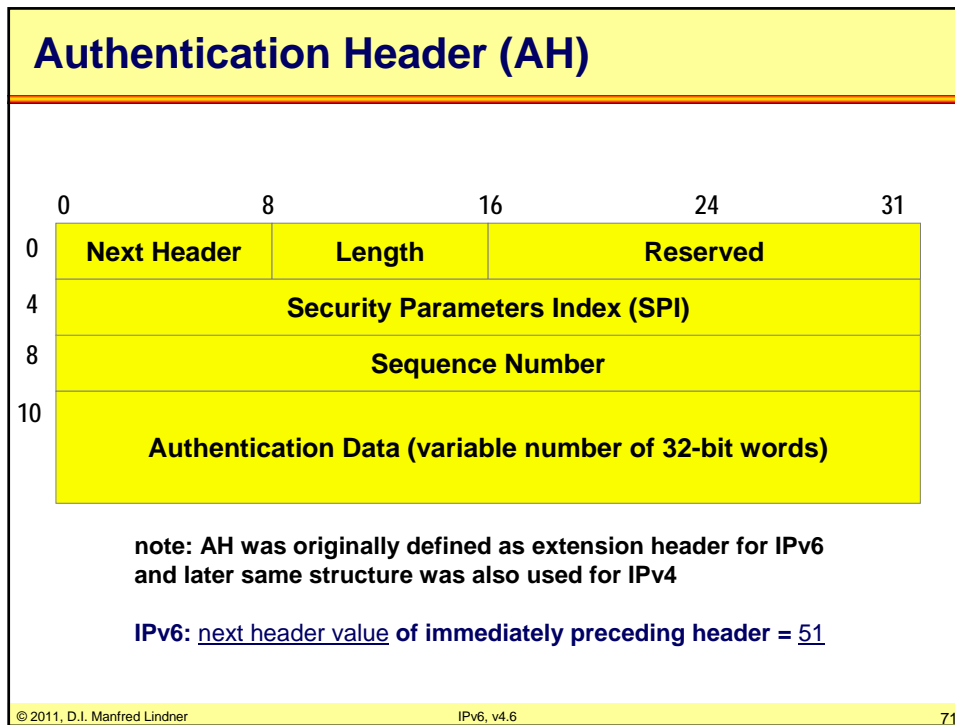 Authentication Header (AH)
0 8 16 24 31
0 Next Header Length Reserved
4 Security Parameters Index (SPI)
8 Sequence Number
10 Authentication Data (variable number of 32-bit words)
note: AH was originally defined as extension header for IPv6
and later same structure was also used for IPv4
IPv6: next header value of immediately preceding header = 51
© 2011, D.I. Manfred Lindner IPv6, v4.6 71